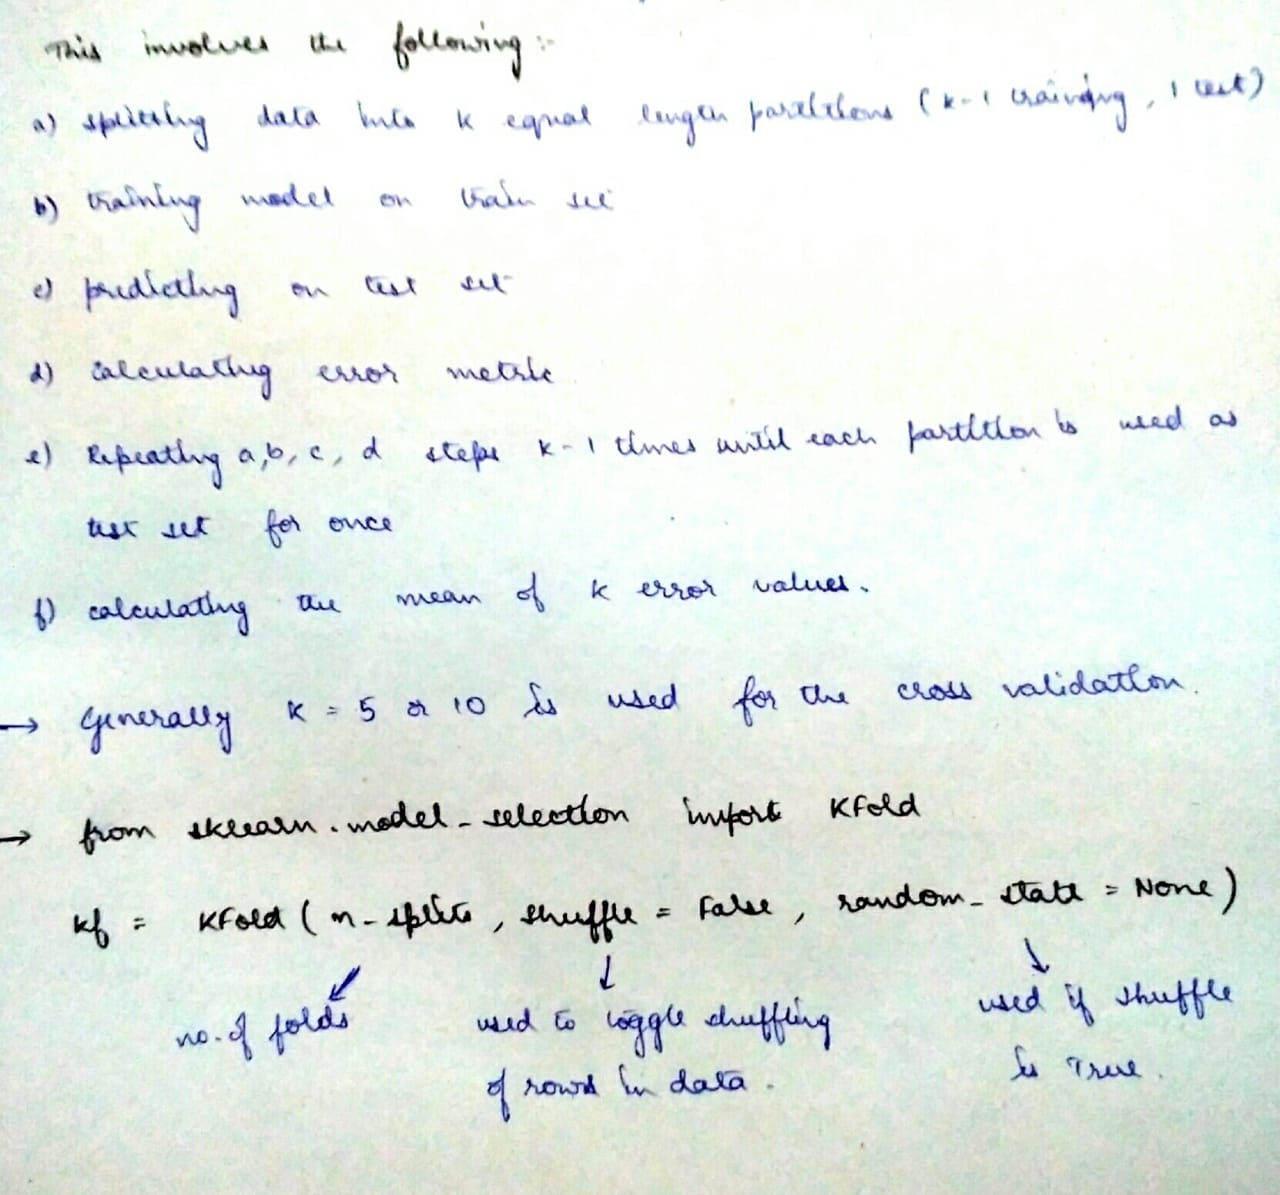 This involves the following :-
a) splitting data into k equal length partitions (k-1 training, 1 test)
b) training model on train set
c) predicting on test set
d) calculating error metric
e) Repeating a,b,c,d steps k-1 times until each partition is used as
test set for once
f) calculating the mean of k error values.
→ Generally K = 5 or 10 is used for the cross validation.
→ from sklearn.model_selection import KFold
kf = KFold (n-splits, shuffle = False, random_state = None)
no. of folds
used to toggle shuffling
of rows in data.
used if shuffle
is True.